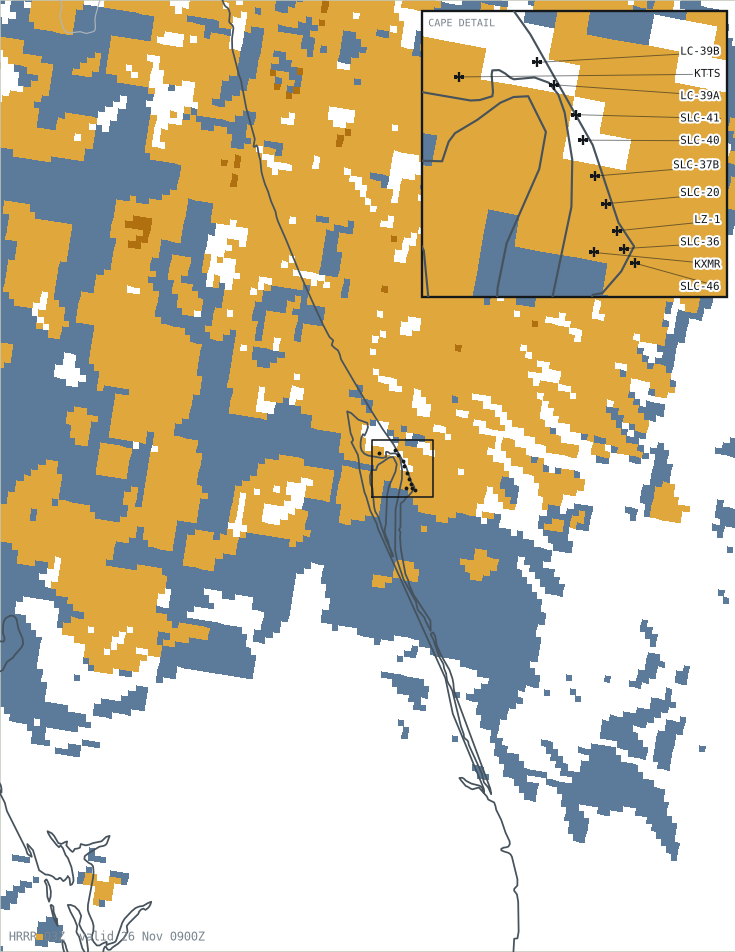 CAPE DETAIL
LC-39B
KTTS
LC-39A
SLC-41
SLC-40
SLC-37B
SLC-20
LZ-1
SLC-36
KXMR
SLC-46
valid 26 Nov 0900Z